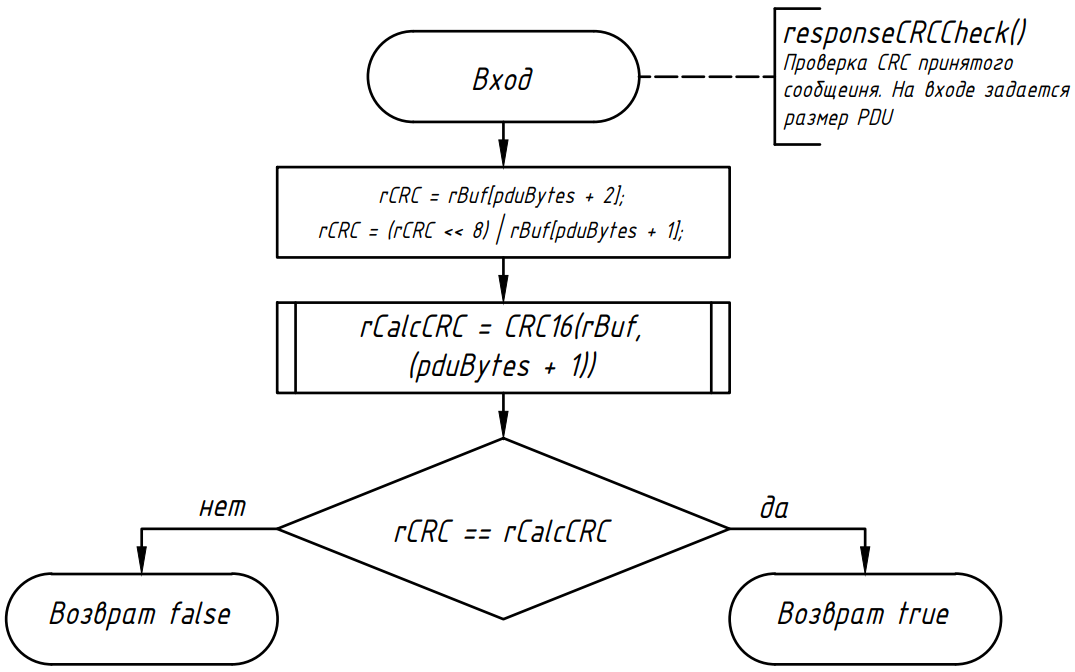 responseCRCCheck()
Проверка CRC принятого
сообщеиня. На входе задается
размер PDU
Вход
rCRC = rBuf[pduBytes + 2];
rCRC = (rCRC << 8) | rBuf[pduBytes + 1];
rCalcCRC = CRC16(rBuf,
(pduBytes + 1))
нет
да
rCRC == rCalcCRC
Возврат false
Возврат true